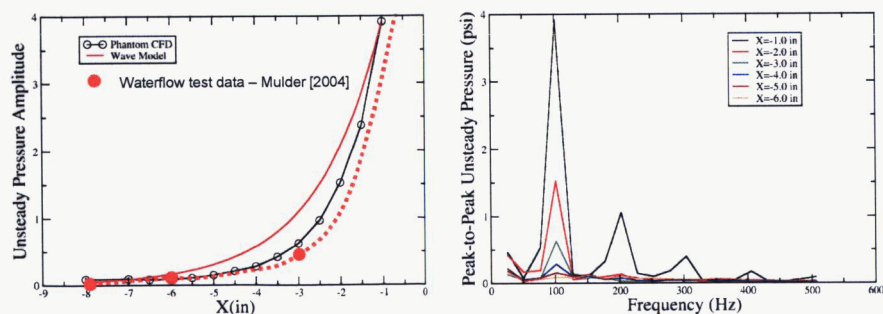 Unsteady Pressure Amplitude
4
3
2
1
0
Phantom CFD
Wave Model
Waterflow test data – Mulder [2004]
-9 -8 -7 -6 -5 -4 -3 -2 -1 0
X(in)
Peak-to-Peak Unsteady Pressure (psi)
4
3
2
1
0
X=-1.0 in
X=-2.0 in
X=-3.0 in
X=-4.0 in
X=-5.0 in
X=-6.0 in
0 100 200 300 400 500 600
Frequency (Hz)